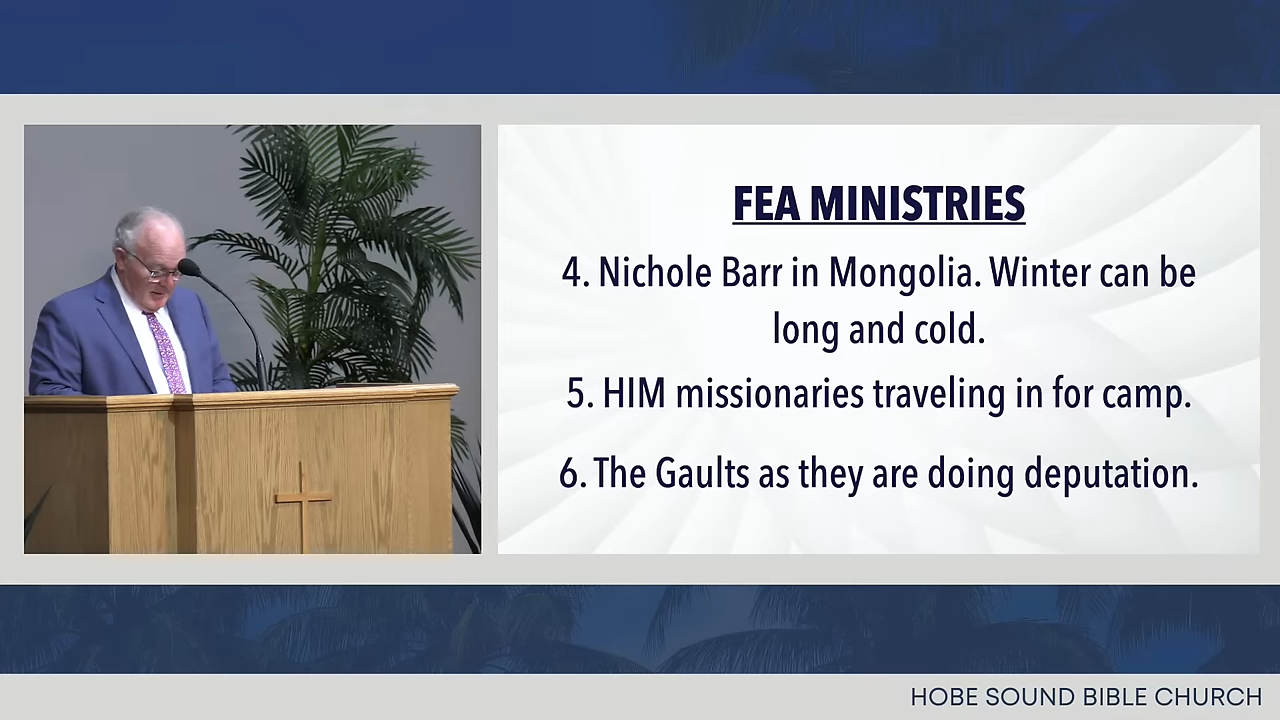 FEA MINISTRIES
4. Nichole Barr in Mongolia. Winter can be
long and cold.
5. HIM missionaries traveling in for camp.
6. The Gaults as they are doing deputation.
HOBE SOUND BIBLE CHURCH